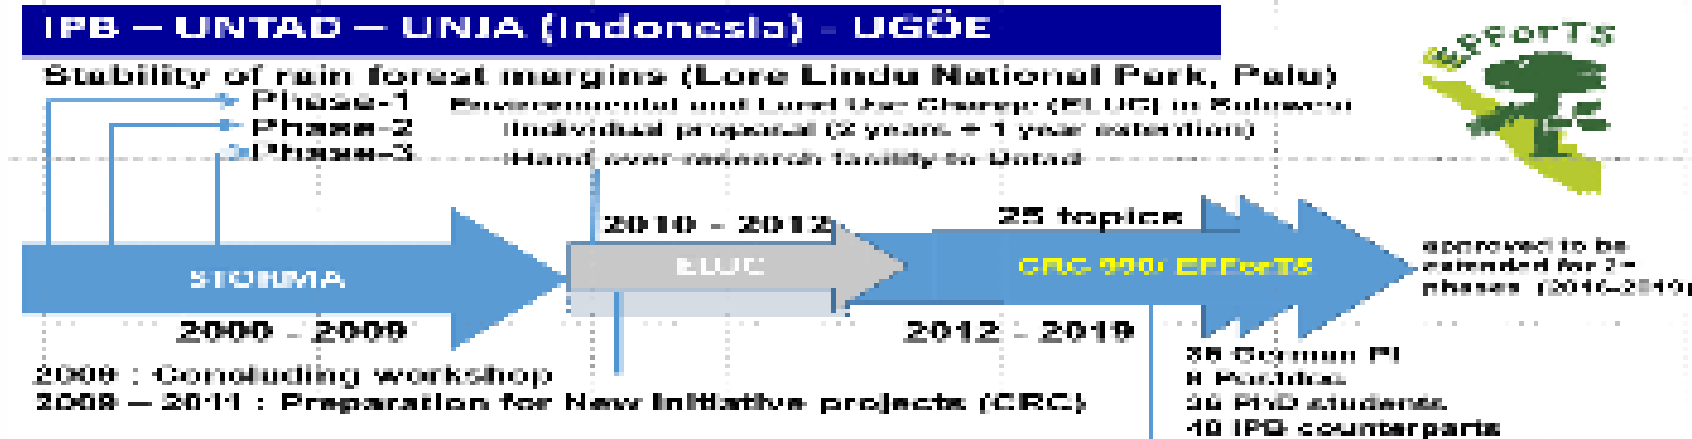 IPB – UNTAD – UNJA (Indonesia) - UGÖE
EFForTS
Stability of rain forest margins (Lore Lindu National Park, Palu)
Phase-1
Environmental and Land Use Change (ELUC) in Sulawesi
Phase-2
Individual proposal (2 years + 1 year extention)
Phase-3
Hand over research facility to Untad
2010 - 2012
25 topics
STORMA
ELUC
CRC 990/ EFForTS
approved to be
extended for
phases (2016-2019)
2000 - 2009
2012 - 2019
German PI
2009 : Concluding workshop
Postdoc
2009 – 2011 : Preparation for New Initiative projects (CRC)
PhD students
40 IPB counterparts